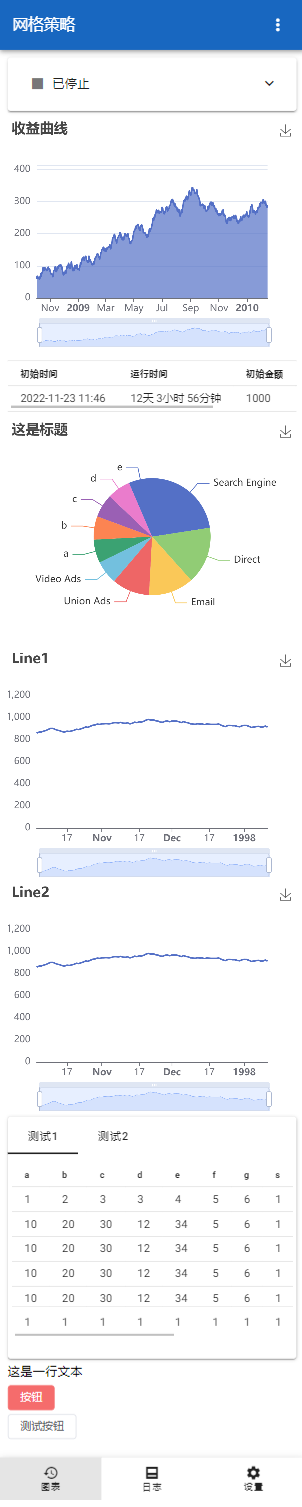 网格策略
已停止
收益曲线
400
300
200
100
0
Nov 2009 Mar May Jul Sep Nov 2010
初始时间 运行时间 初始金额
2022-11-23 11:46 12天 3小时 56分钟 1000
这是标题
e
d
Search Engine
c
b
a
Direct
Video Ads
Union Ads
Email
Line1
1,200
1,000
800
600
400
200
0
17 Nov 17 Dec 17 1998
Line2
1,200
1,000
800
600
400
200
0
17 Nov 17 Dec 17 1998
测试1 测试2
a b c d e f g s
1 2 3 3 4 5 6 1
10 20 30 12 34 5 6 1
10 20 30 12 34 5 6 1
10 20 30 12 34 5 6 1
10 20 30 12 34 5 6 1
1 1 1 1 1 1 1 1
这是一行文本
按钮
测试按钮
图表 日志 设置